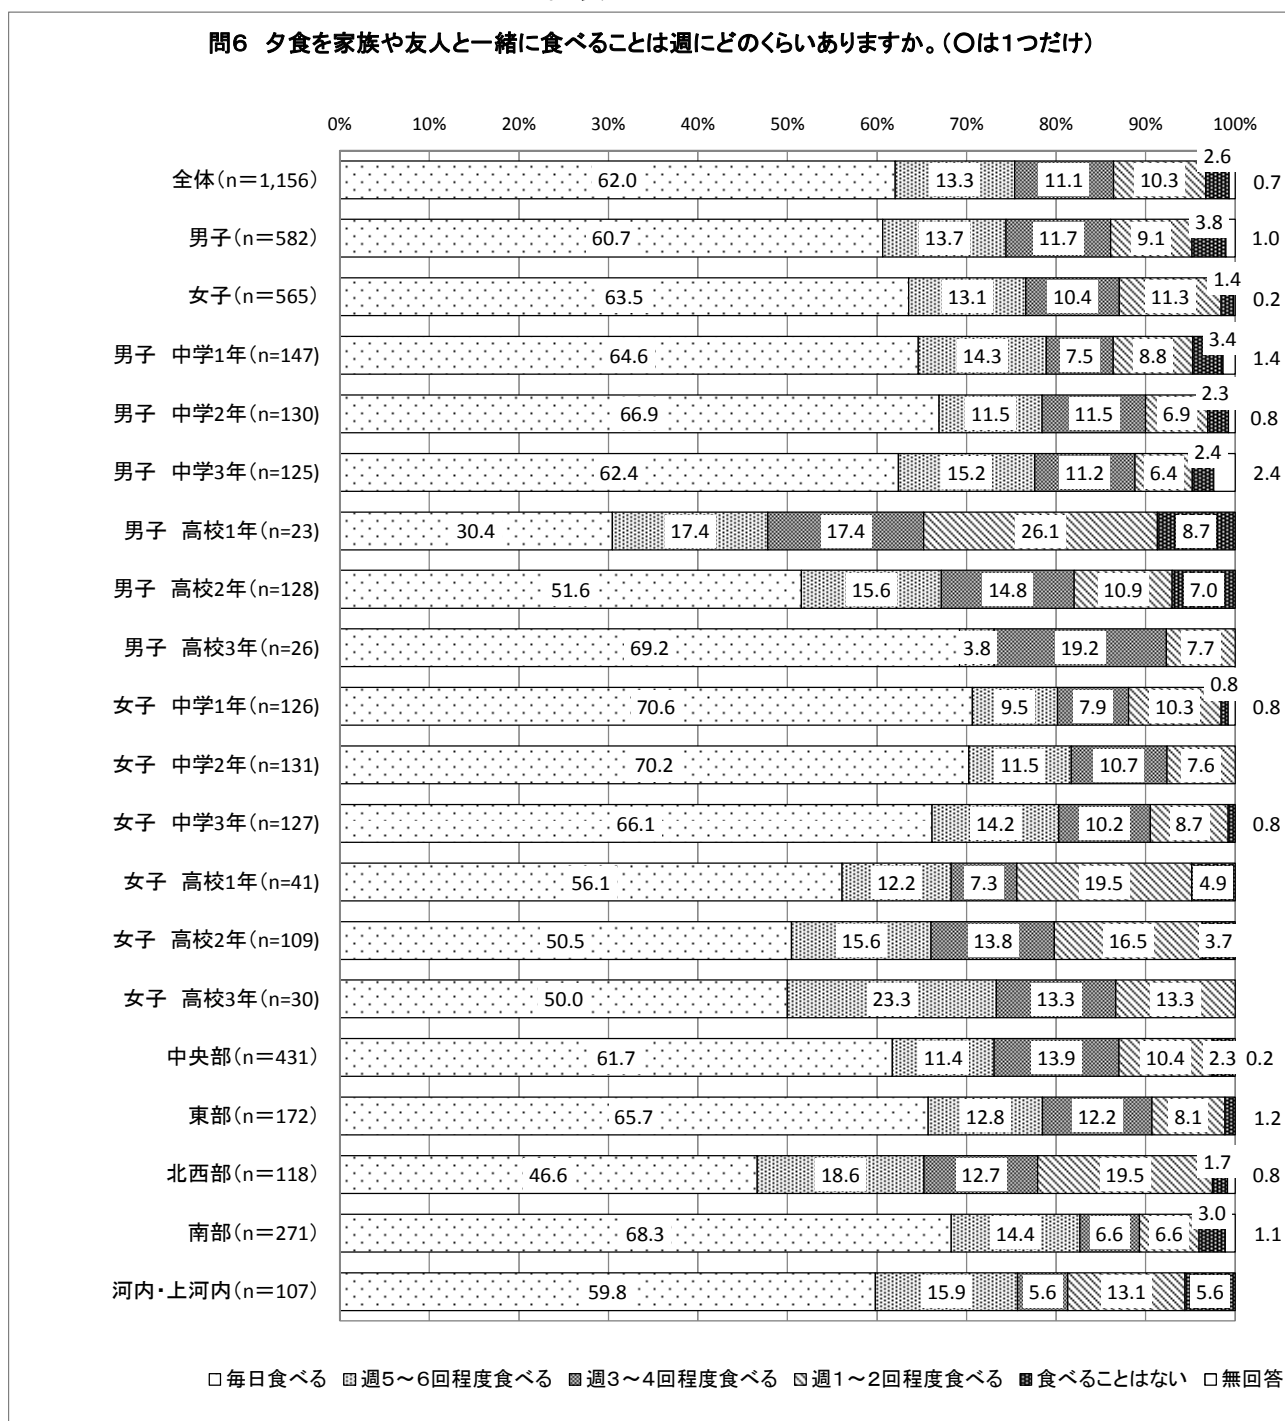 問6　夕食を家族や友人と一緒に食べることは週にどのくらいありますか。（○は1つだけ）
0% 10% 20% 30% 40% 50% 60% 70% 80% 90% 100%
全体（n＝1,156） 62.0 13.3 11.1 10.3 2.6 0.7
男子（n＝582） 60.7 13.7 11.7 9.1 3.8 1.0
女子（n＝565） 63.5 13.1 10.4 11.3 1.4 0.2
男子　中学1年（n=147） 64.6 14.3 7.5 8.8 3.4 1.4
男子　中学2年（n=130） 66.9 11.5 11.5 6.9 2.3 0.8
男子　中学3年（n=125） 62.4 15.2 11.2 6.4 2.4 2.4
男子　高校1年（n=23） 30.4 17.4 17.4 26.1 8.7
男子　高校2年（n=128） 51.6 15.6 14.8 10.9 7.0
男子　高校3年（n=26） 69.2 3.8 19.2 7.7
女子　中学1年（n=126） 70.6 9.5 7.9 10.3 0.8 0.8
女子　中学2年（n=131） 70.2 11.5 10.7 7.6
女子　中学3年（n=127） 66.1 14.2 10.2 8.7 0.8
女子　高校1年（n=41） 56.1 12.2 7.3 19.5 4.9
女子　高校2年（n=109） 50.5 15.6 13.8 16.5 3.7
女子　高校3年（n=30） 50.0 23.3 13.3 13.3
中央部（n＝431） 61.7 11.4 13.9 10.4 2.3 0.2
東部（n＝172） 65.7 12.8 12.2 8.1 1.2
北西部（n＝118） 46.6 18.6 12.7 19.5 1.7 0.8
南部（n＝271） 68.3 14.4 6.6 6.6 3.0 1.1
河内・上河内（n＝107） 59.8 15.9 5.6 13.1 5.6
毎日食べる 週5～6回程度食べる 週3～4回程度食べる 週1～2回程度食べる 食べることはない 無回答